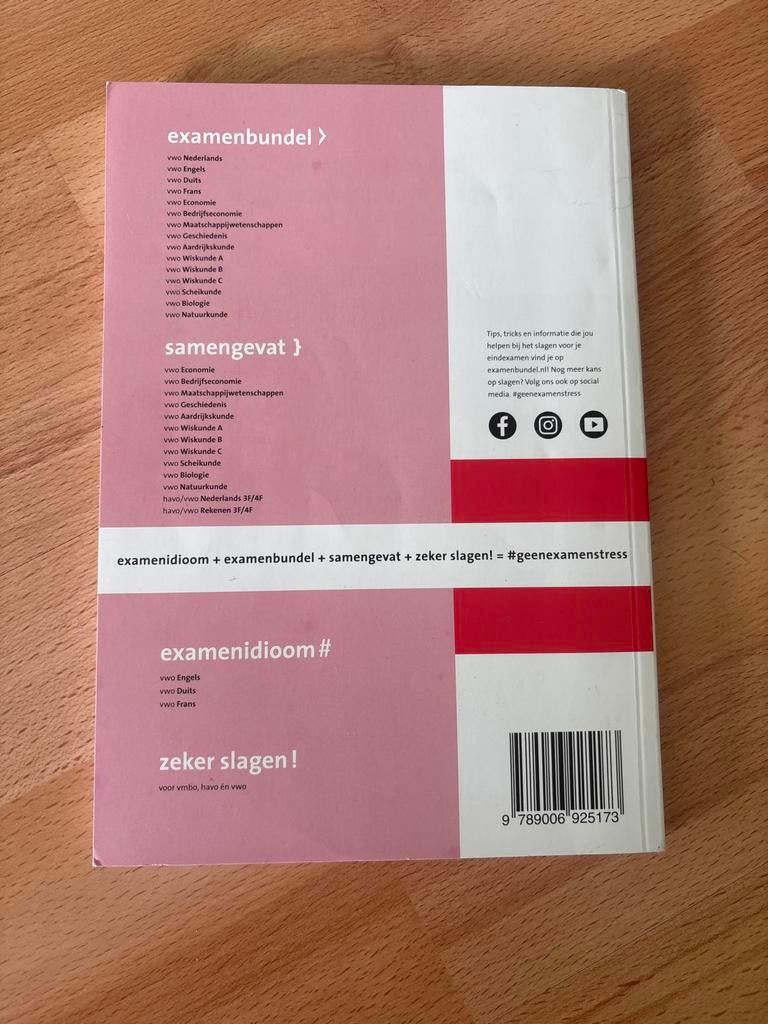 examenbundel >
vwo Nederlands
vwo Engels
vwo Duits
vwo Frans
vwo Economie
vwo Bedrijfseconomie
vwo Maatschappijwetenschappen
vwo Geschiedenis
vwo Aardrijkskunde
vwo Wiskunde A
vwo Wiskunde B
vwo Wiskunde C
vwo Scheikunde
vwo Biologie
vwo Natuurkunde
samengevat }
vwo Economie
vwo Bedrijfseconomie
vwo Maatschappijwetenschappen
vwo Geschiedenis
vwo Aardrijkskunde
vwo Wiskunde A
vwo Wiskunde B
vwo Wiskunde C
vwo Scheikunde
vwo Biologie
vwo Natuurkunde
havo/vwo Nederlands 3F/4F
havo/vwo Rekenen 3F/4F
Tips, tricks en informatie die jou
helpen bij het slagen voor je
eindexamen vind je op
examenbundel.nl! Nog meer kans
op slagen? Volg ons ook op social
media. #geenexamenstress
examenidioom + examenbundel + samengevat + zeker slagen! = #geenexamenstress
examenidioom #
vwo Engels
vwo Duits
vwo Frans
zeker slagen !
voor vmbo, havo én vwo
9 789006 925173